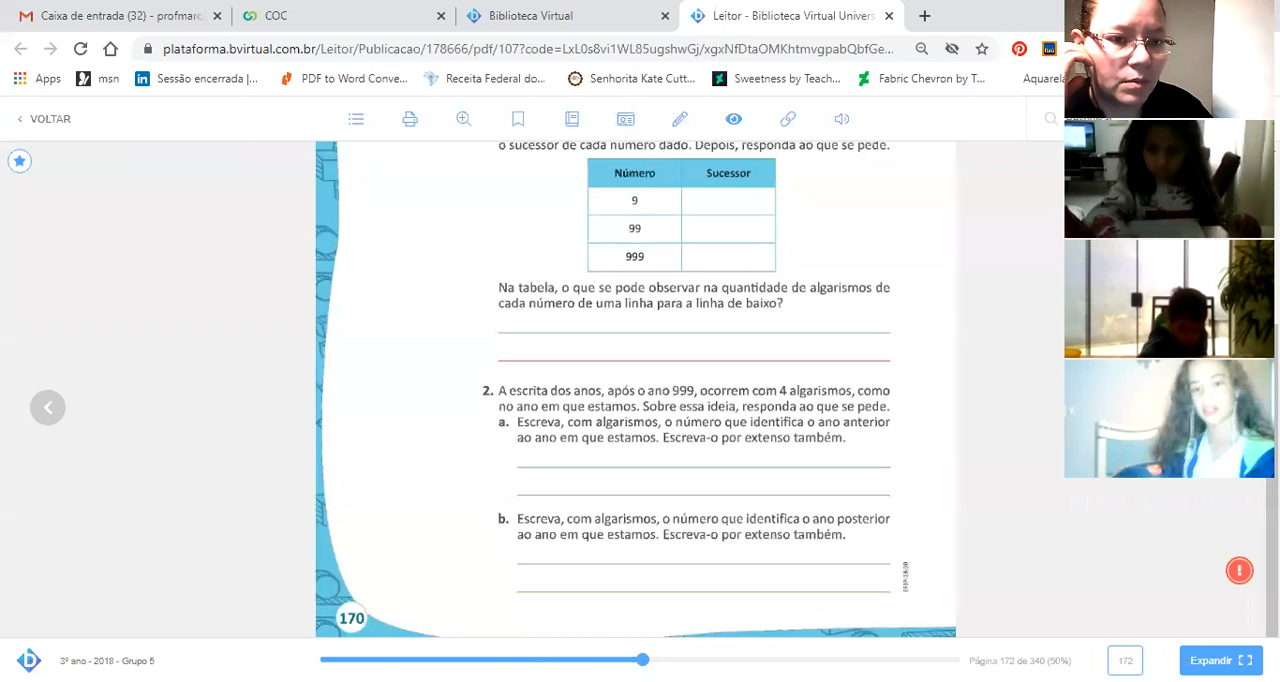 Caixa de entrada (32) - profmarc
COC
Biblioteca Virtual
Leitor - Biblioteca Virtual Univers
plataforma.bvirtual.com.br/Leitor/Publicacao/178666/pdf/107?code=LxL0s8vi1WL85ugshwGj/xgxNfDtaOMKhtmvgpabQbfGe...
Apps
msn
Sessão encerrada |...
PDF to Word Conve...
Receita Federal do...
Senhorita Kate Cutt...
Sweetness by Teach...
Fabric Chevron by T...
Aquarela
VOLTAR
o sucessor de cada número dado. Depois, responda ao que se pede.
Número Sucessor
9
99
999
Na tabela, o que se pode observar na quantidade de algarismos de
cada número de uma linha para a linha de baixo?
2. A escrita dos anos, após o ano 999, ocorrem com 4 algarismos, como
no ano em que estamos. Sobre essa ideia, responda ao que se pede.
a. Escreva, com algarismos, o número que identifica o ano anterior
ao ano em que estamos. Escreva-o por extenso também.
b. Escreva, com algarismos, o número que identifica o ano posterior
ao ano em que estamos. Escreva-o por extenso também.
170
3º ano - 2018 - Grupo 5
Página 172 de 340 (50%)
172
Expandir